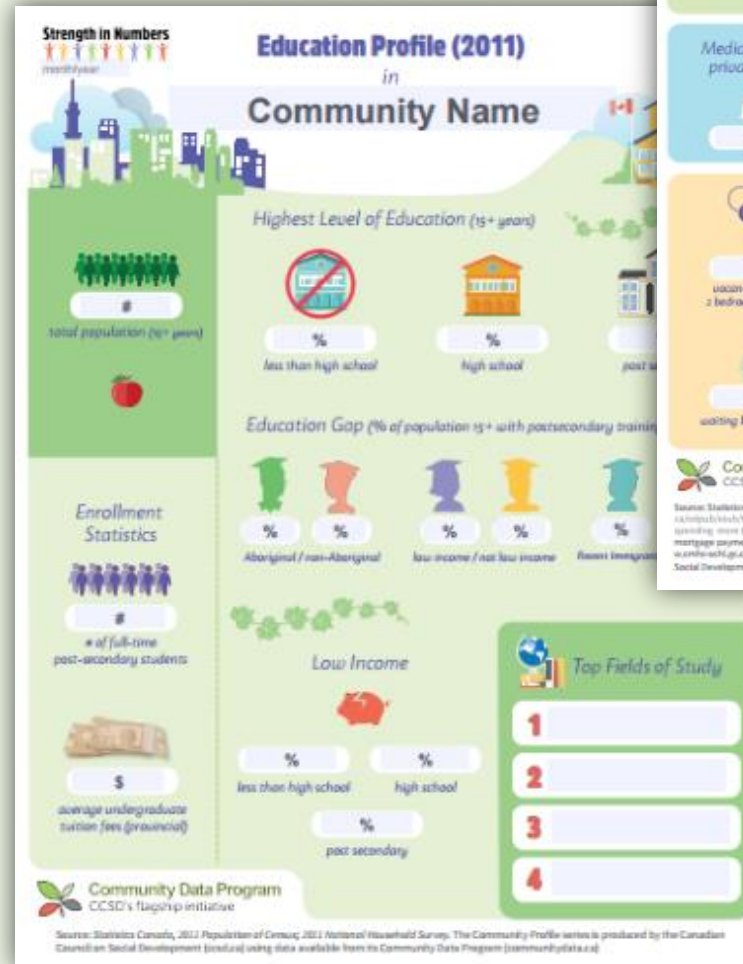 Strength in Numbers
month/year
Education Profile (2011)
in
Community Name
#
total population (15+ years)
Highest Level of Education (15+ years)
%
less than high school
%
high school
%
post
Education Gap (% of population 15+ with postsecondary training
% %
Aboriginal / non-Aboriginal
% %
low income / not low income
%
Recent
Enrollment
Statistics
#
# of full-time
post-secondary students
$
average undergraduate
tuition fees (provincial)
Low Income
%
less than high school
%
high school
%
post secondary
Top Fields of Study
1
2
3
4
Community Data Program
CCSD's flagship initiative
Source: Statistics Canada, 2011 Population of Census; 2011 National Household Survey. The Community Profile series is produced by the Canadian
Council on Social Development (ccsd.ca) using data available from its Community Data Program (communitydata.ca)
waiting
mortgage
Social